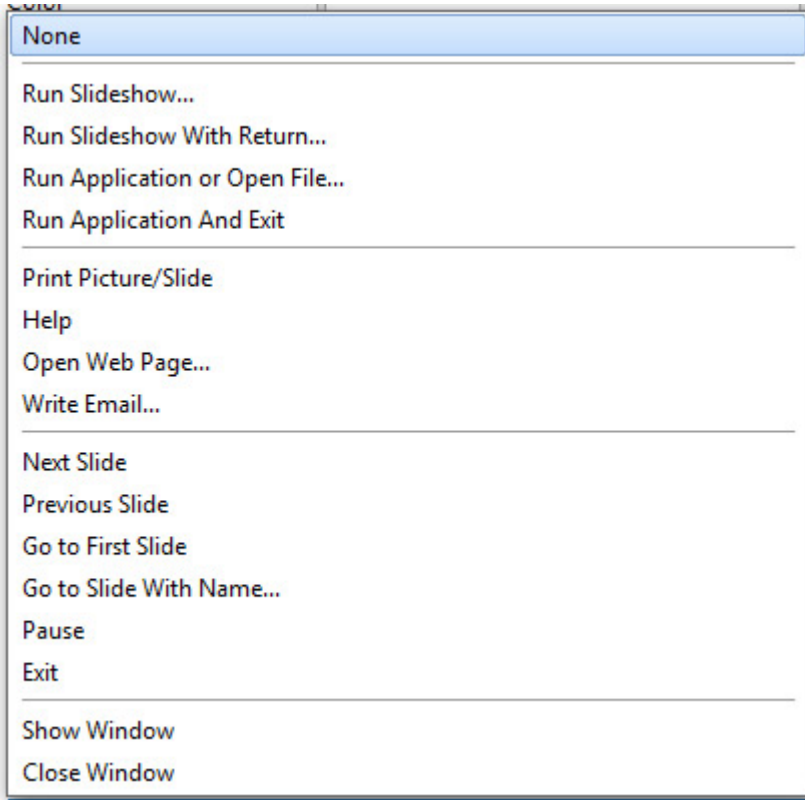 Color
None
Run Slideshow...
Run Slideshow With Return...
Run Application or Open File...
Run Application And Exit
Print Picture/Slide
Help
Open Web Page...
Write Email...
Next Slide
Previous Slide
Go to First Slide
Go to Slide With Name...
Pause
Exit
Show Window
Close Window